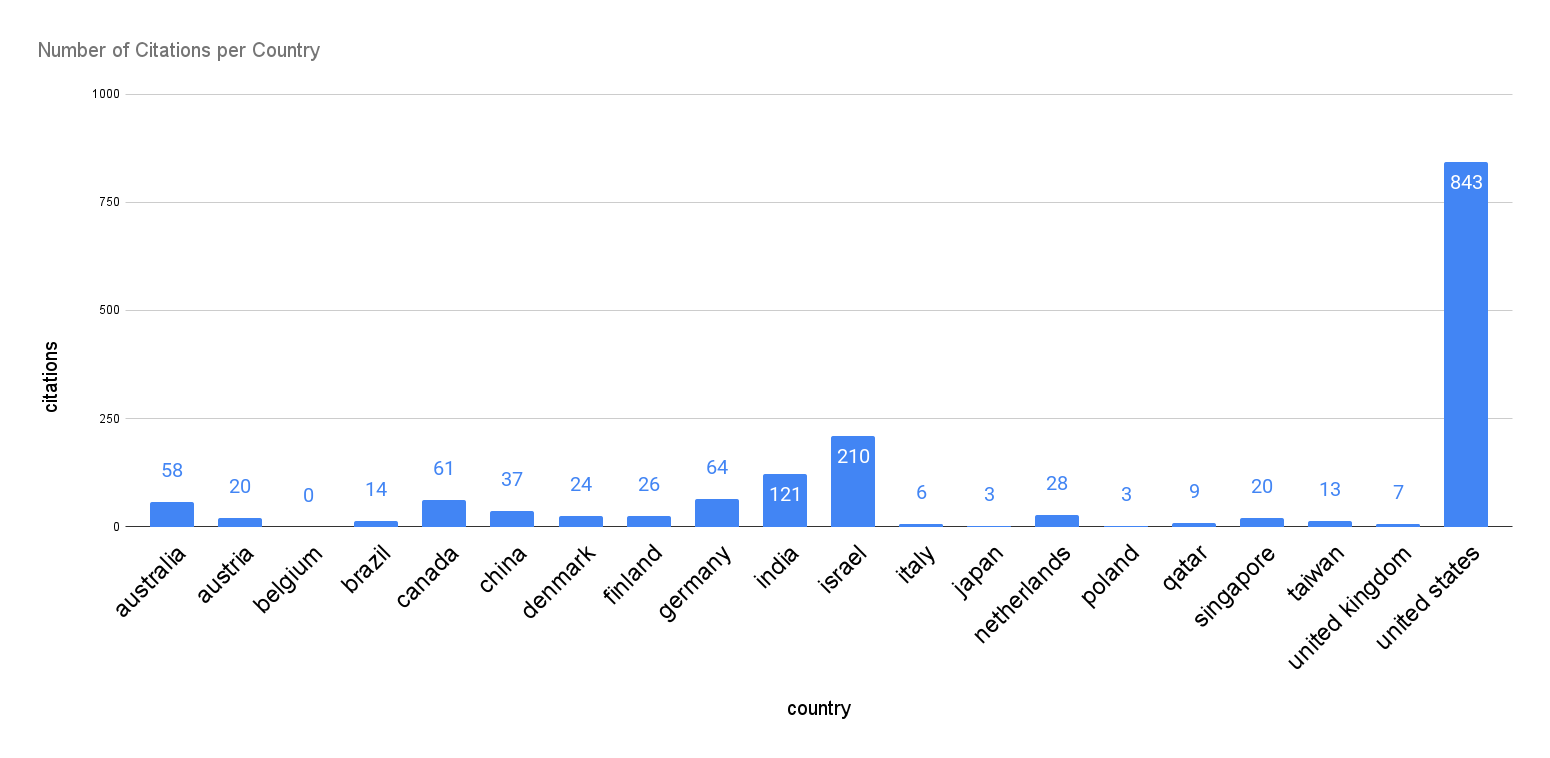 Number of Citations per Country
1000
750
500
250
0
citations
58
20
0
14
61
37
24
26
64
121
210
6
3
28
3
9
20
13
7
843
australia
austria
belgium
brazil
canada
china
denmark
finland
germany
india
israel
italy
japan
netherlands
poland
qatar
singapore
taiwan
united kingdom
united states
country